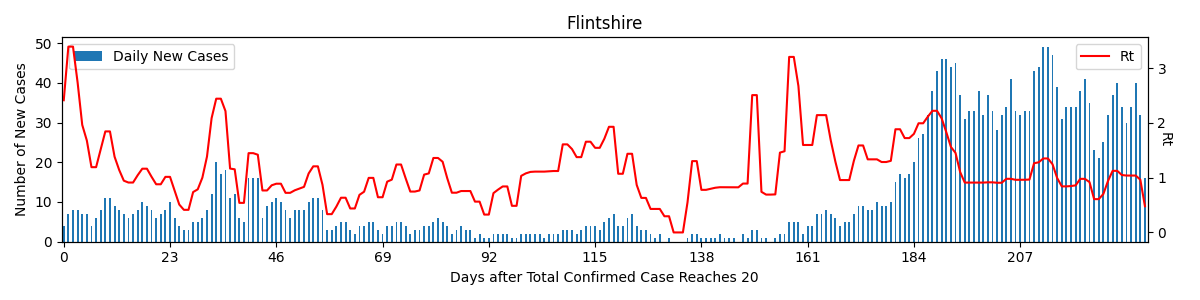 Flintshire
Number of New Cases
50
40
30
20
10
0
Daily New Cases
Rt
3
2
1
0
Rt
0 23 46 69 92 115 138 161 184 207
Days after Total Confirmed Case Reaches 20